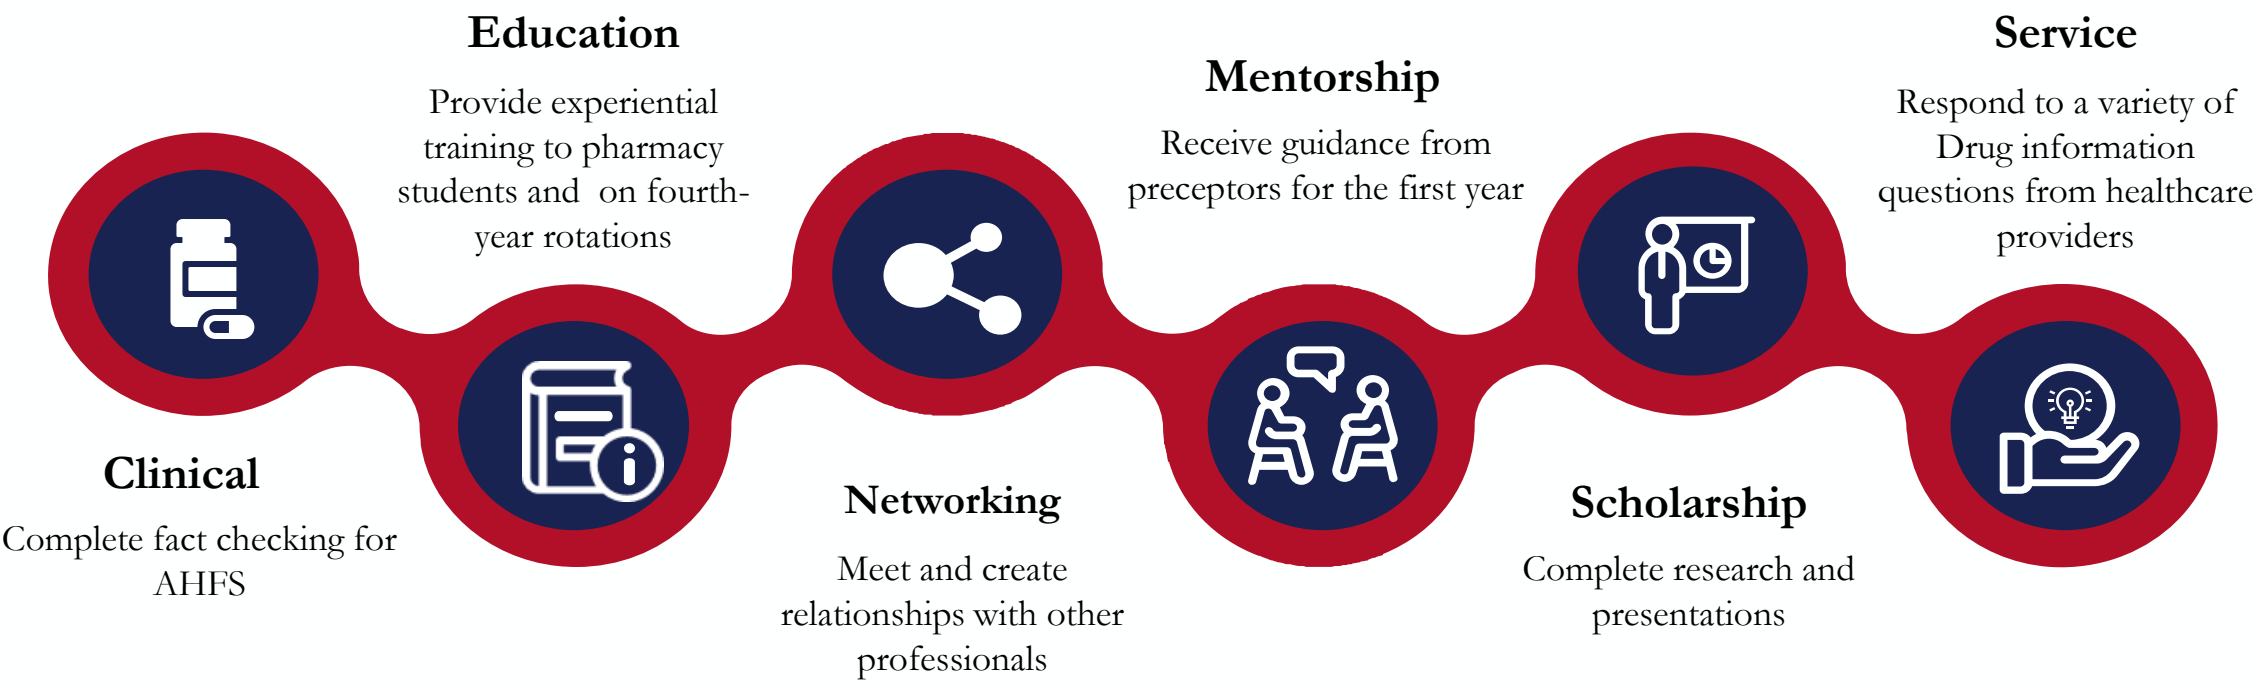 Clinical
Complete fact checking for
AHFS
Education
Provide experiential
training to pharmacy
students and  on fourth-
year rotations
Networking
Meet and create
relationships with other
professionals
Mentorship
Receive guidance from
preceptors for the first year
Scholarship
Complete research and
presentations
Service
Respond to a variety of
Drug information
questions from healthcare
providers